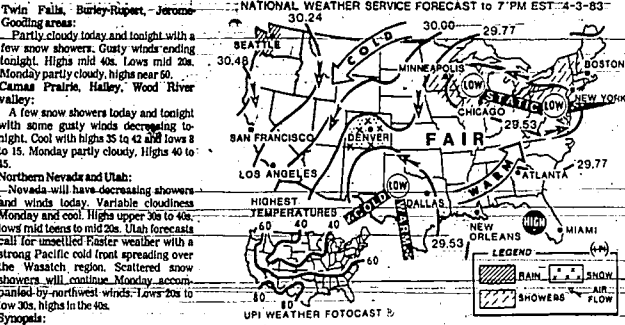 Twin Falls, Burley-Rupert, Jerome-
Gooding areas:
Partly cloudy today and tonight with a
few snow showers. Gusty winds ending
tonight. Highs mid 40s. Lows mid 20s.
Monday partly cloudy, highs near 50.
Camas Prairie, Hailey, Wood River
valley:
A few snow showers today and tonight
with some gusty winds decreasing to-
night. Cool with highs 35 to 42 and lows 8
to 15. Monday partly cloudy. Highs 40 to
45.
Northern Nevada and Utah:
Nevada will have decreasing showers
and winds today. Variable cloudiness
Monday and cool. Highs upper 30s to 40s,
lows mid teens to mid 20s. Utah forecasts
call for unsettled Easter weather with a
strong Pacific cold front spreading over
the Wasatch region. Scattered snow
showers will continue Monday accom-
panied by northwest winds. Lows 20s to
low 30s, highs in the 40s.
Synopsis:
NATIONAL WEATHER SERVICE FORECAST to 7 PM EST 4-3-83
30.24
30.00
29.77
SEATTLE
COLD
30.48
MINNEAPOLIS
BOSTON
LOW
LOW
NEW YORK
CHICAGO
STATIC
29.53
SAN FRANCISCO
DENVER
FAIR
LOS ANGELES
29.77
ATLANTA
WARM
LOW
DALLAS
HIGHEST
TEMPERATURES
COLD
WARM
NEW
ORLEANS
HIGH
MIAMI
60
40
40
60
29.53
80
80
UPI WEATHER FOTOCAST
LEGEND
RAIN
SNOW
SHOWERS
AIR
FLOW